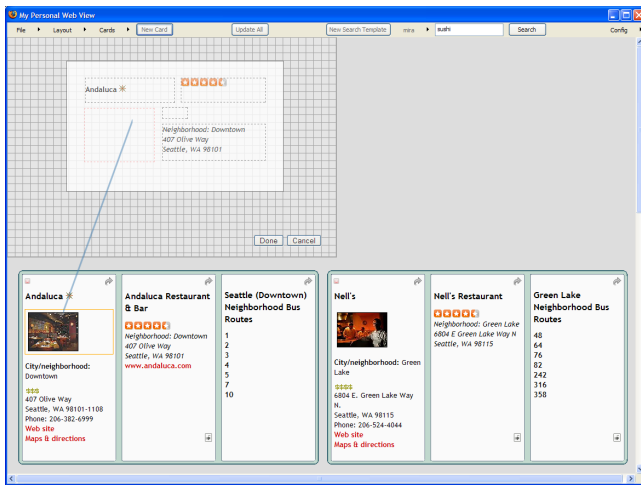 My Personal Web View
File Layout Cards New Card Update All New Search Template mira sushi Search Config
Andaluca
Neighborhood: Downtown
407 Olive Way
Seattle, WA 98101
Done Cancel
Andaluca
City/neighborhood:
Downtown
$$$
407 Olive Way
Seattle, WA 98101-1108
Phone: 206-382-6999
Web site
Maps & directions
Andaluca Restaurant
& Bar
Neighborhood: Downtown
407 Olive Way
Seattle, WA 98101
www.andaluca.com
Seattle (Downtown)
Neighborhood Bus
Routes
1
2
3
4
5
7
10
Nell's
City/neighborhood: Green
Lake
$$$$
6804 E. Green Lake Way
N.
Seattle, WA 98115
Phone: 206-524-4044
Web site
Maps & directions
Nell's Restaurant
Neighborhood: Green Lake
6804 E Green Lake Way N
Seattle, WA 98115
Green Lake
Neighborhood Bus
Routes
48
64
76
82
242
316
358